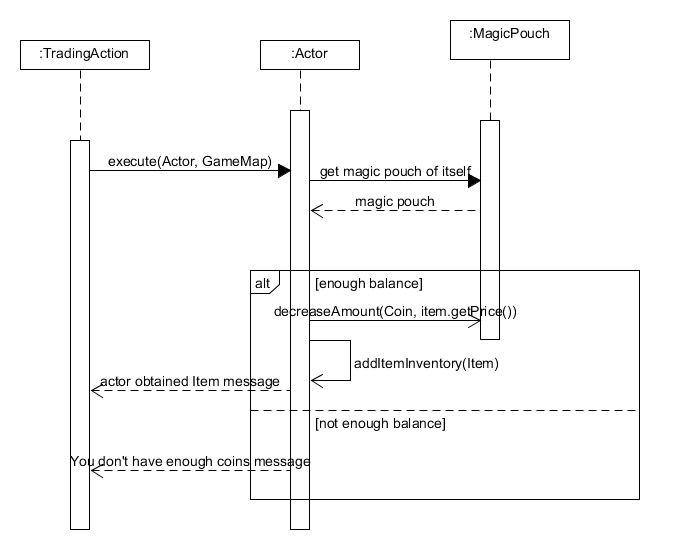 :MagicPouch
:TradingAction
:Actor
execute(Actor, GameMap)
get magic pouch of itself
magic pouch
alt
[enough balance]
decreaseAmount(Coin, item.getPrice())
addItemInventory(Item)
actor obtained Item message
[not enough balance]
You don't have enough coins message